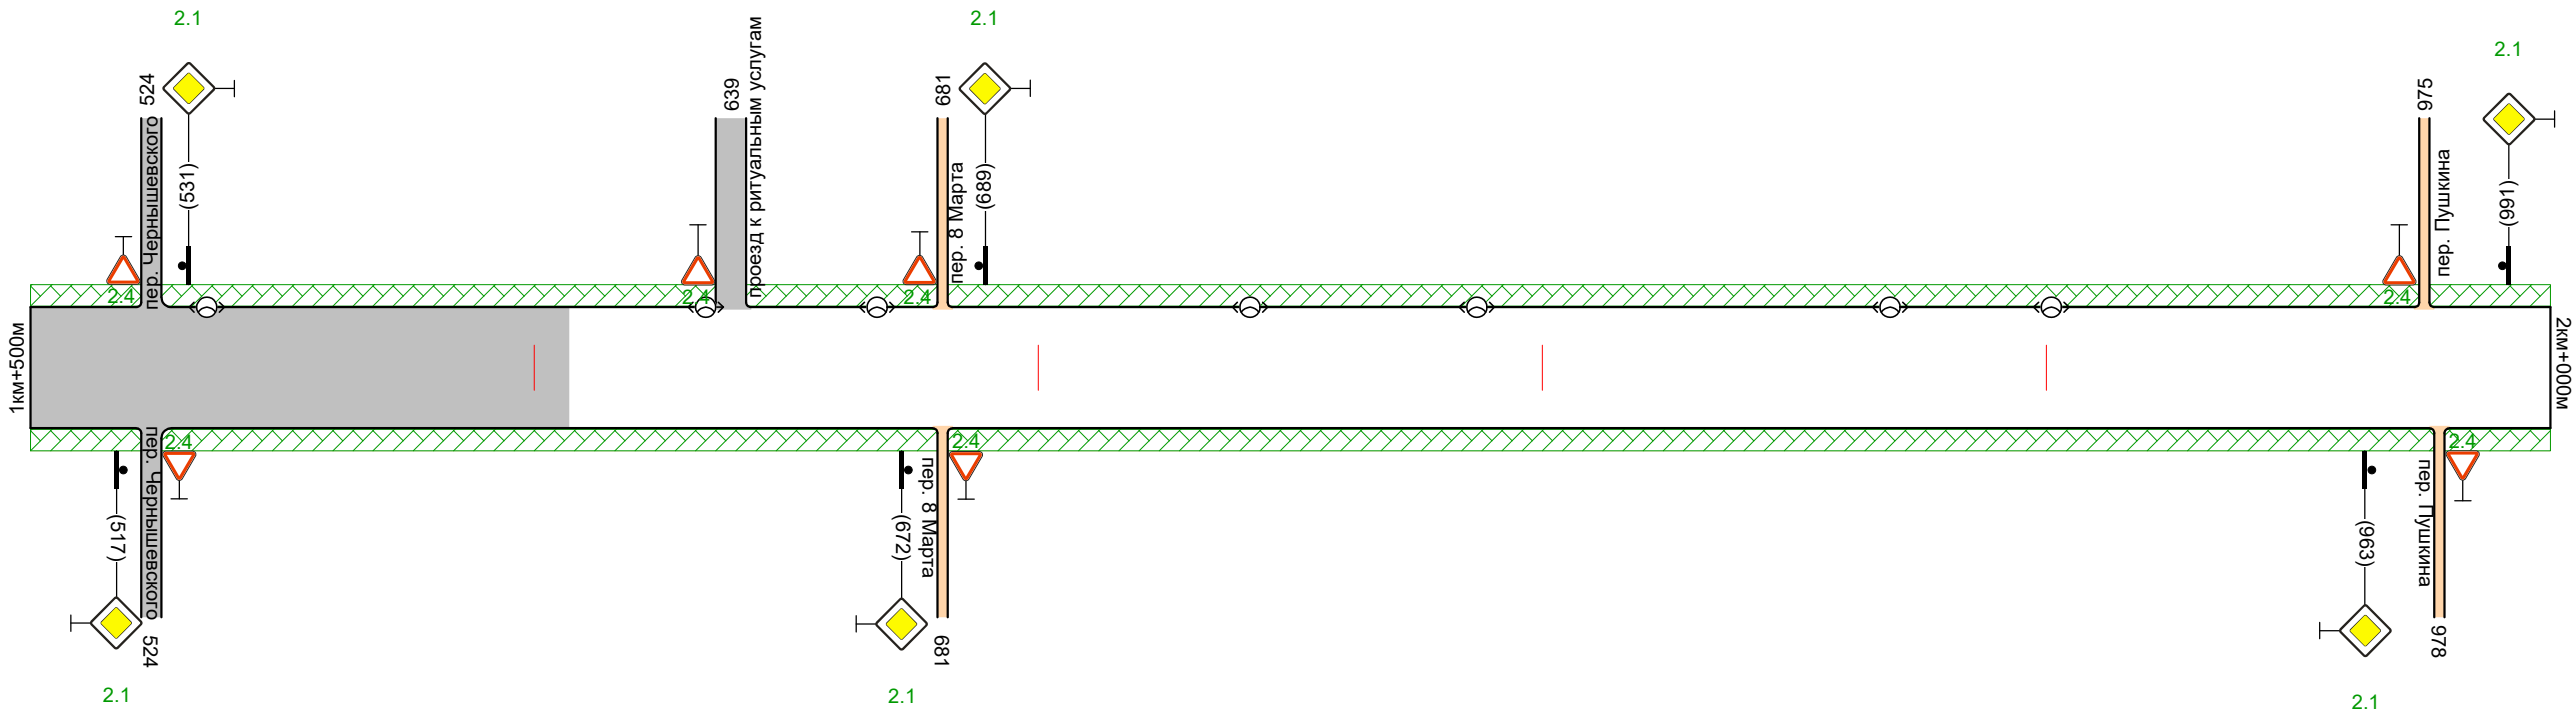 2.1
2.1
2.1
524
пер. Чернышевского
(531)
639
проезд к ритуальным услугам
681
пер. 8 Марта
(689)
975
пер. Пушкина
(991)
2.4
2.4
2.4
2.4
1км+500м
2км+000м
2.4
2.4
2.4
(517)
пер. Чернышевского
524
(672)
пер. 8 Марта
681
(963)
пер. Пушкина
978
2.1
2.1
2.1